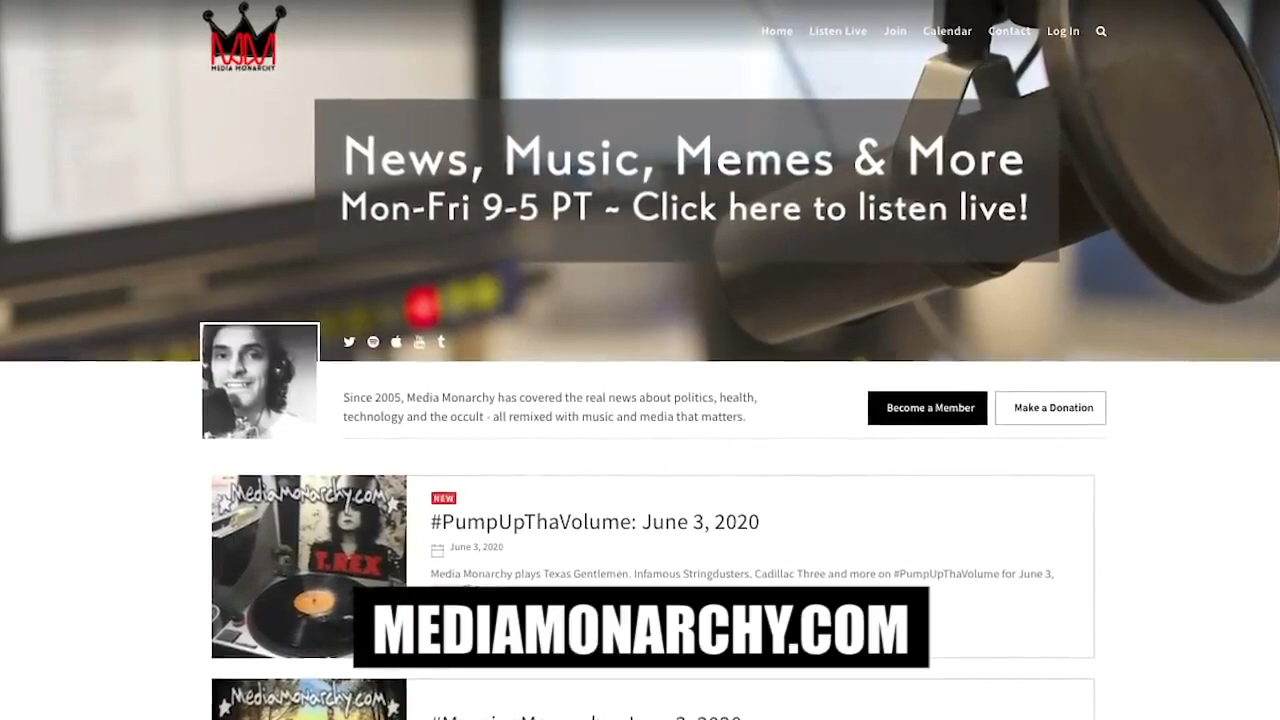 MEDIA MONARCHY
Home Listen Live Join Calendar Contact Log In
News, Music, Memes & More
Mon-Fri 9-5 PT ~ Click here to listen live!
Since 2005, Media Monarchy has covered the real news about politics, health,
technology and the occult - all remixed with music and media that matters.
Become a Member
Make a Donation
MediaMonarchy.com
T.REX
NEW
#PumpUpThaVolume: June 3, 2020
June 3, 2020
Media Monarchy plays Texas Gentlemen, Infamous Stringdusters, Cadillac Three and more on #PumpUpThaVolume for June 3,
MEDIAMONARCHY.COM
MediaMonarchy.com